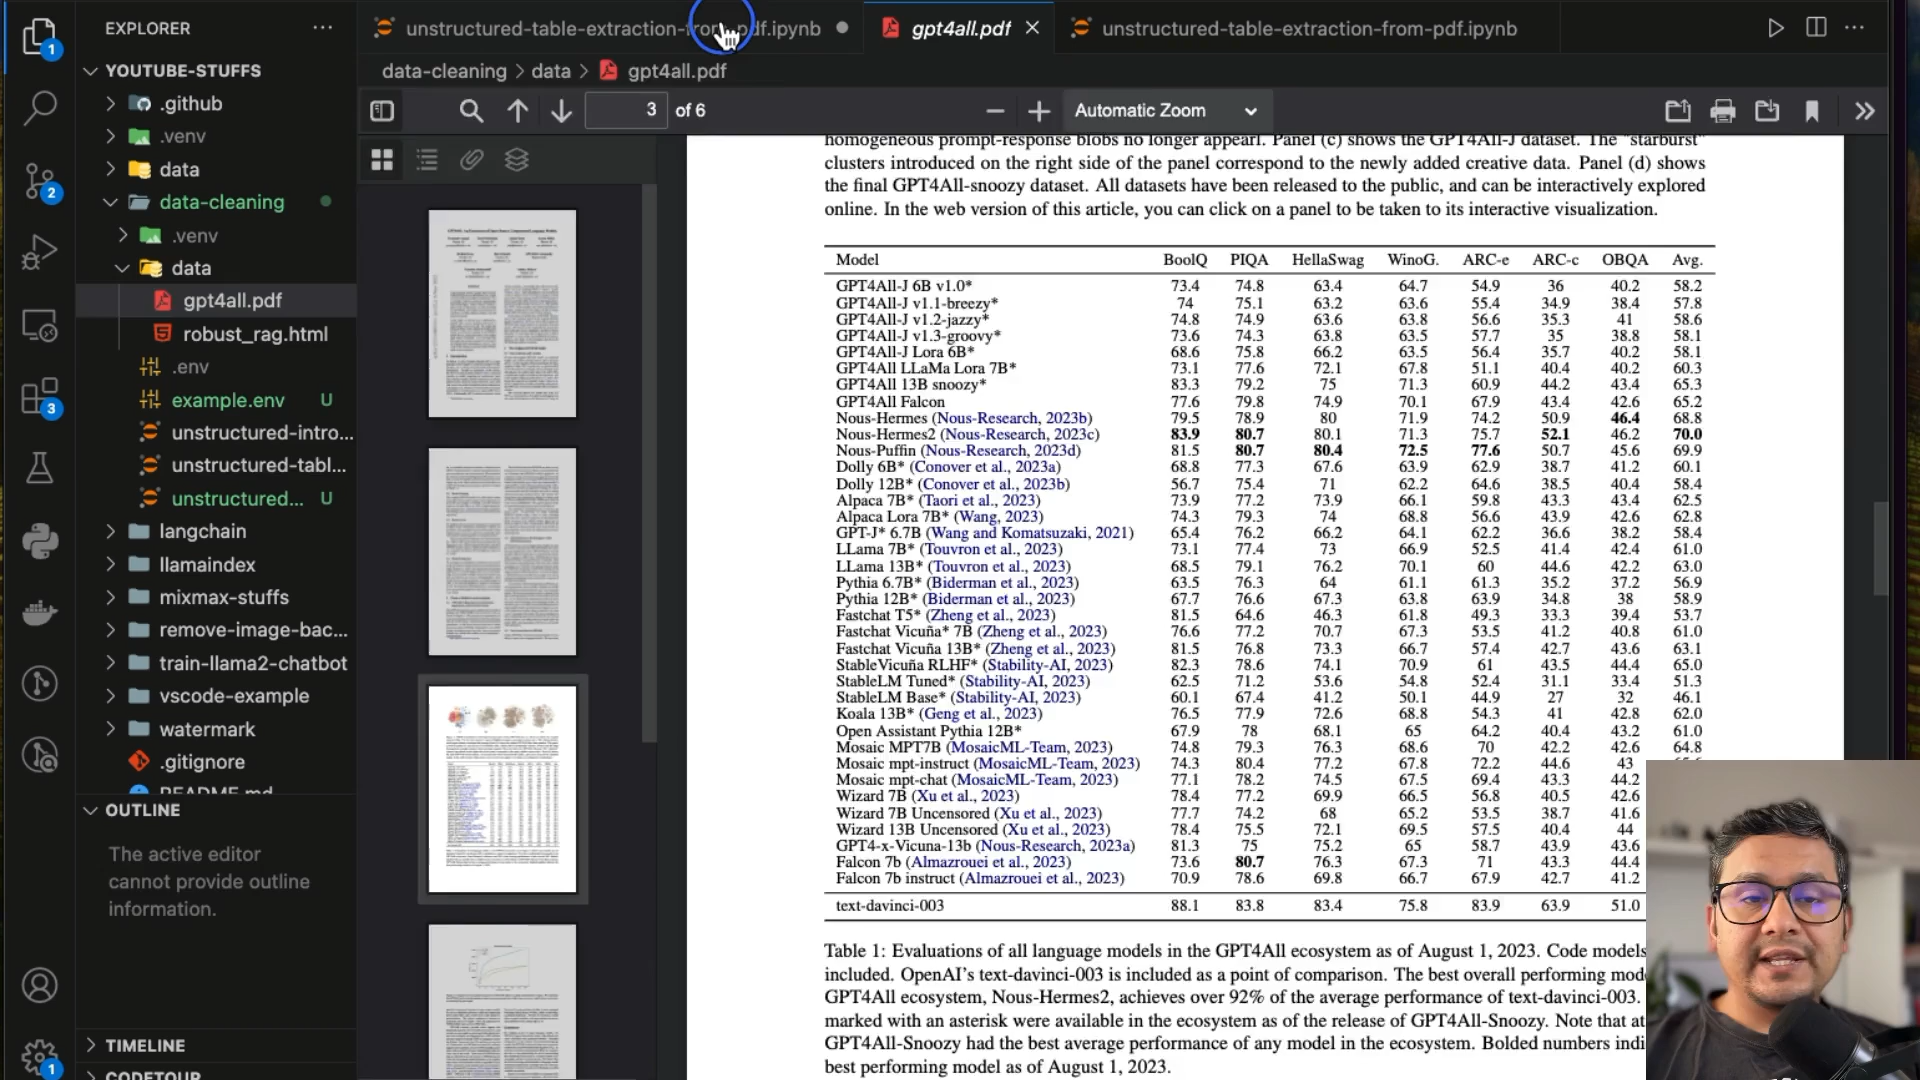 EXPLORER
unstructured-table-extraction-from-pdf.ipynb
gpt4all.pdf
unstructured-table-extraction-from-pdf.ipynb
data-cleaning > data > gpt4all.pdf
YOUTUBE-STUFFS
.github
.venv
data
data-cleaning
.venv
data
gpt4all.pdf
robust_rag.html
.env
example.env U
unstructured-intro...
unstructured-tabl...
unstructured... U
langchain
llamaindex
mixmax-stuffs
remove-image-bac...
train-llama2-chatbot
vscode-example
watermark
.gitignore
README.md
OUTLINE
The active editor
cannot provide outline
information.
TIMELINE
CODETOUR
1
2
3
1
3 of 6
Automatic Zoom
homogeneous prompt-response blobs no longer appearl. Panel (c) shows the GPT4All-J dataset. The "starburst"
clusters introduced on the right side of the panel correspond to the newly added creative data. Panel (d) shows
the final GPT4All-snoozy dataset. All datasets have been released to the public, and can be interactively explored
online. In the web version of this article, you can click on a panel to be taken to its interactive visualization.
Model BoolQ PIQA HellaSwag WinoG. ARC-e ARC-c OBQA Avg.
GPT4All-J 6B v1.0* 73.4 74.8 63.4 64.7 54.9 36 40.2 58.2
GPT4All-J v1.1-breezy* 74 75.1 63.2 63.6 55.4 34.9 38.4 57.8
GPT4All-J v1.2-jazzy* 74.8 74.9 63.6 63.8 56.6 35.3 41 58.6
GPT4All-J v1.3-groovy* 73.6 74.3 63.8 63.5 57.7 35 38.8 58.1
GPT4All-J Lora 6B* 68.6 75.8 66.2 63.5 56.4 35.7 40.2 58.1
GPT4All LLaMa Lora 7B* 73.1 77.6 72.1 67.8 51.1 40.4 40.2 60.3
GPT4All 13B snoozy* 83.3 79.2 75 71.3 60.9 44.2 43.4 65.3
GPT4All Falcon 77.6 79.8 74.9 70.1 67.9 43.4 42.6 65.2
Nous-Hermes (Nous-Research, 2023b) 79.5 78.9 80 71.9 74.2 50.9 46.4 68.8
Nous-Hermes2 (Nous-Research, 2023c) 83.9 80.7 80.1 71.3 75.7 52.1 46.2 70.0
Nous-Puffin (Nous-Research, 2023d) 81.5 80.7 80.4 72.5 77.6 50.7 45.6 69.9
Dolly 6B* (Conover et al., 2023a) 68.8 77.3 67.6 63.9 62.9 38.7 41.2 60.1
Dolly 12B* (Conover et al., 2023b) 56.7 75.4 71 62.2 64.6 38.5 40.4 58.4
Alpaca 7B* (Taori et al., 2023) 73.9 77.2 73.9 66.1 59.8 43.3 43.4 62.5
Alpaca Lora 7B* (Wang, 2023) 74.3 79.3 74 68.8 56.6 43.9 42.6 62.8
GPT-J* 6.7B (Wang and Komatsuzaki, 2021) 65.4 76.2 66.2 64.1 62.2 36.6 38.2 58.4
LLama 7B* (Touvron et al., 2023) 73.1 77.4 73 66.9 52.5 41.4 42.4 61.0
LLama 13B* (Touvron et al., 2023) 68.5 79.1 76.2 70.1 60 44.6 42.2 63.0
Pythia 6.7B* (Biderman et al., 2023) 63.5 76.3 64 61.1 61.3 35.2 37.2 56.9
Pythia 12B* (Biderman et al., 2023) 67.7 76.6 67.3 63.8 63.9 34.8 38 58.9
Fastchat T5* (Zheng et al., 2023) 81.5 64.6 46.3 61.8 49.3 33.3 39.4 53.7
Fastchat Vicuña* 7B (Zheng et al., 2023) 76.6 77.2 70.7 67.3 53.5 41.2 40.8 61.0
Fastchat Vicuña 13B* (Zheng et al., 2023) 81.5 76.8 73.3 66.7 57.4 42.7 43.6 63.1
StableVicuña RLHF* (Stability-AI, 2023) 82.3 78.6 74.1 70.9 61 43.5 44.4 65.0
StableLM Tuned* (Stability-AI, 2023) 62.5 71.2 53.6 54.8 52.4 31.1 33.4 51.3
StableLM Base* (Stability-AI, 2023) 60.1 67.4 41.2 50.1 44.9 27 32 46.1
Koala 13B* (Geng et al., 2023) 76.5 77.9 72.6 68.8 54.3 41 42.8 62.0
Open Assistant Pythia 12B* 67.9 78 68.1 65 64.2 40.4 43.2 61.0
Mosaic MPT7B (MosaicML-Team, 2023) 74.8 79.3 76.3 68.6 70 42.2 42.6 64.8
Mosaic mpt-instruct (MosaicML-Team, 2023) 74.3 80.4 77.2 67.8 72.2 44.6 43
Mosaic mpt-chat (MosaicML-Team, 2023) 77.1 78.2 74.5 67.5 69.4 43.3 44.2
Wizard 7B (Xu et al., 2023) 78.4 77.2 69.9 66.5 56.8 40.5 42.6
Wizard 7B Uncensored (Xu et al., 2023) 77.7 74.2 68 65.2 53.5 38.7 41.6
Wizard 13B Uncensored (Xu et al., 2023) 78.4 75.5 72.1 69.5 57.5 40.4 44
GPT4-x-Vicuna-13b (Nous-Research, 2023a) 81.3 75 75.2 65 58.7 43.9 43.6
Falcon 7b (Almazrouei et al., 2023) 73.6 80.7 76.3 67.3 71 43.3 44.4
Falcon 7b instruct (Almazrouei et al., 2023) 70.9 78.6 69.8 66.7 67.9 42.7 41.2
text-davinci-003 88.1 83.8 83.4 75.8 83.9 63.9 51.0
Table 1: Evaluations of all language models in the GPT4All ecosystem as of August 1, 2023. Code models
included. OpenAI's text-davinci-003 is included as a point of comparison. The best overall performing mod
GPT4All ecosystem, Nous-Hermes2, achieves over 92% of the average performance of text-davinci-003.
marked with an asterisk were available in the ecosystem as of the release of GPT4All-Snoozy. Note that at
GPT4All-Snoozy had the best average performance of any model in the ecosystem. Bolded numbers indi
best performing model as of August 1, 2023.